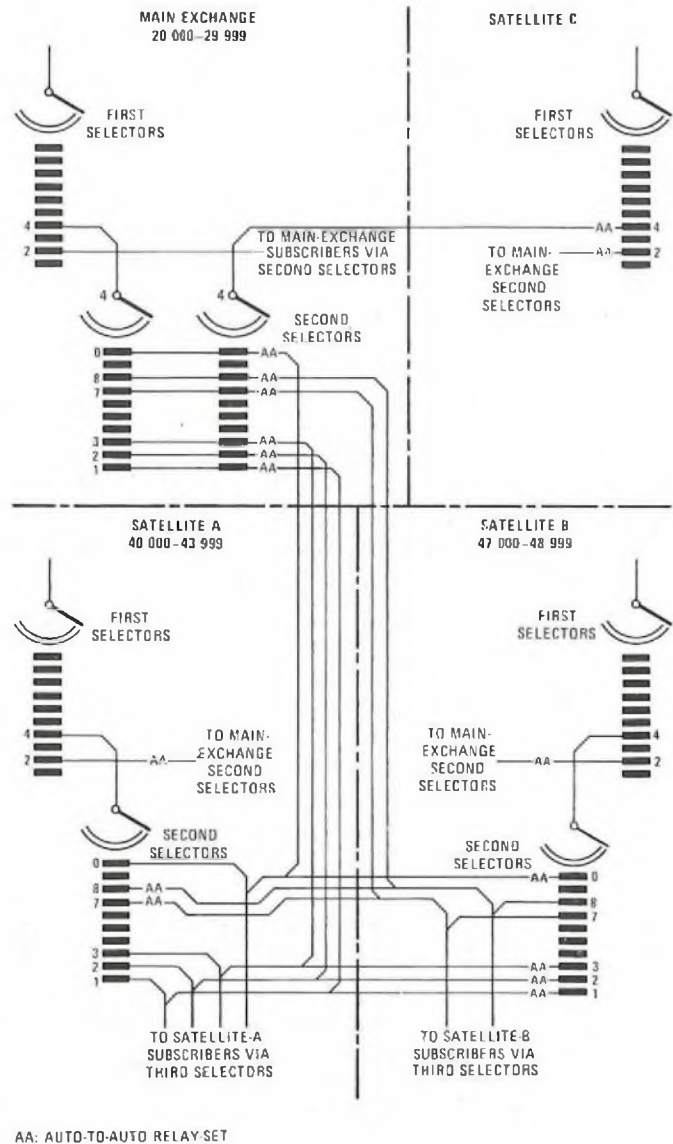 MAIN EXCHANGE
20 000–29 999
SATELLITE C
FIRST
SELECTORS
FIRST
SELECTORS
4
2
TO MAIN-EXCHANGE
SUBSCRIBERS VIA
SECOND SELECTORS
AA
4
TO MAIN-
EXCHANGE
SECOND
SELECTORS
AA
2
4
4
SECOND
SELECTORS
0
AA
8
AA
7
AA
3
AA
2
AA
1
AA
SATELLITE A
40 000–43 999
SATELLITE B
47 000–48 999
FIRST
SELECTORS
FIRST
SELECTORS
4
2
AA
TO MAIN-
EXCHANGE
SECOND
SELECTORS
TO MAIN-
EXCHANGE
SECOND
SELECTORS
AA
4
2
SECOND
SELECTORS
SECOND
SELECTORS
0
8
AA
7
AA
3
2
1
AA
0
8
7
AA
3
AA
2
AA
1
TO SATELLITE-A
SUBSCRIBERS VIA
THIRD SELECTORS
TO SATELLITE-B
SUBSCRIBERS VIA
THIRD SELECTORS
AA: AUTO-TO-AUTO RELAY-SET